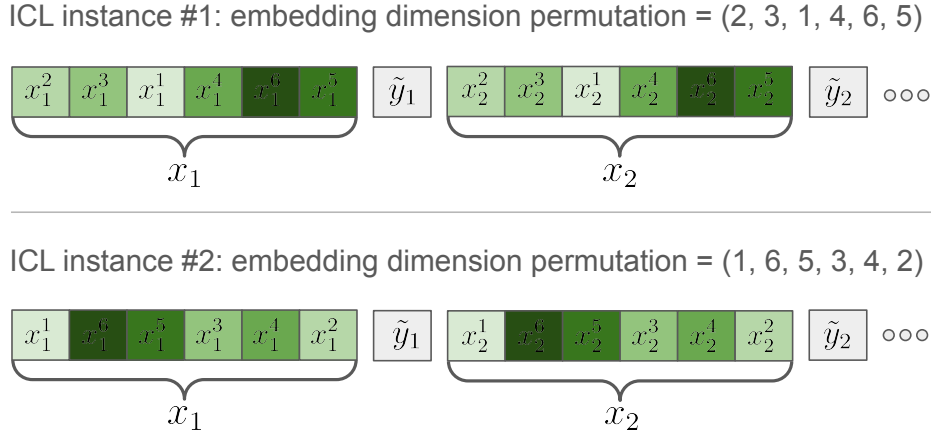 ICL instance #1: embedding dimension permutation = (2, 3, 1, 4, 6, 5)
x_1^2 x_1^3 x_1^1 x_1^4 x_1^6 x_1^5 ỹ_1 x_2^2 x_2^3 x_2^1 x_2^4 x_2^6 x_2^5 ỹ_2 ○○○
x_1 x_2
ICL instance #2: embedding dimension permutation = (1, 6, 5, 3, 4, 2)
x_1^1 x_1^6 x_1^5 x_1^3 x_1^4 x_1^2 ỹ_1 x_2^1 x_2^6 x_2^5 x_2^3 x_2^4 x_2^2 ỹ_2 ○○○
x_1 x_2